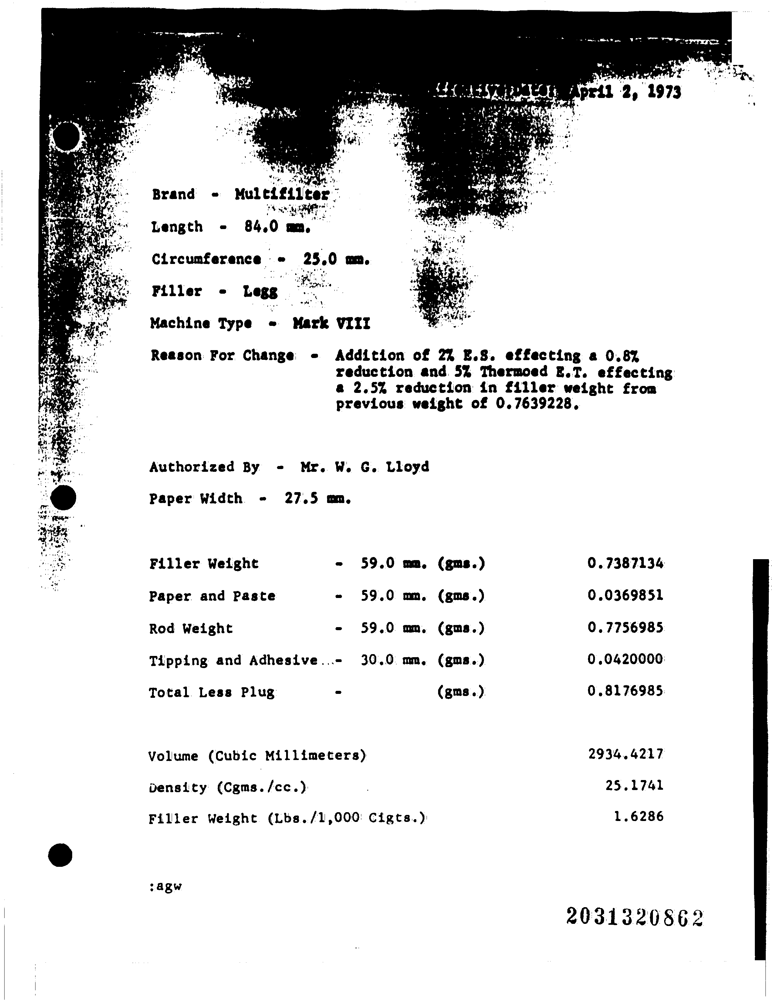 Effective Date: April 2, 1973
Brand - Multifilter
Length - 84.0 mm.
Circumference - 25.0 mm.
Filler - Legg
Machine Type - Mark VIII
Reason For Change - Addition of 2% E.S. effecting a 0.8%
reduction and 5% Thermoed E.T. effecting
a 2.5% reduction in filler weight from
previous weight of 0.7639228.
Authorized By - Mr. W. G. Lloyd
Paper Width - 27.5 mm.
Filler Weight - 59.0 mm. (gms.) 0.7387134
Paper and Paste - 59.0 mm. (gms.) 0.0369851
Rod Weight - 59.0 mm. (gms.) 0.7756985
Tipping and Adhesive...- 30.0 mm. (gms.) 0.0420000
Total Less Plug - (gms.) 0.8176985
Volume (Cubic Millimeters) 2934.4217
Density (Cgms./cc.) 25.1741
Filler Weight (Lbs./1,000 Cigts.) 1.6286
:agw
2031320862